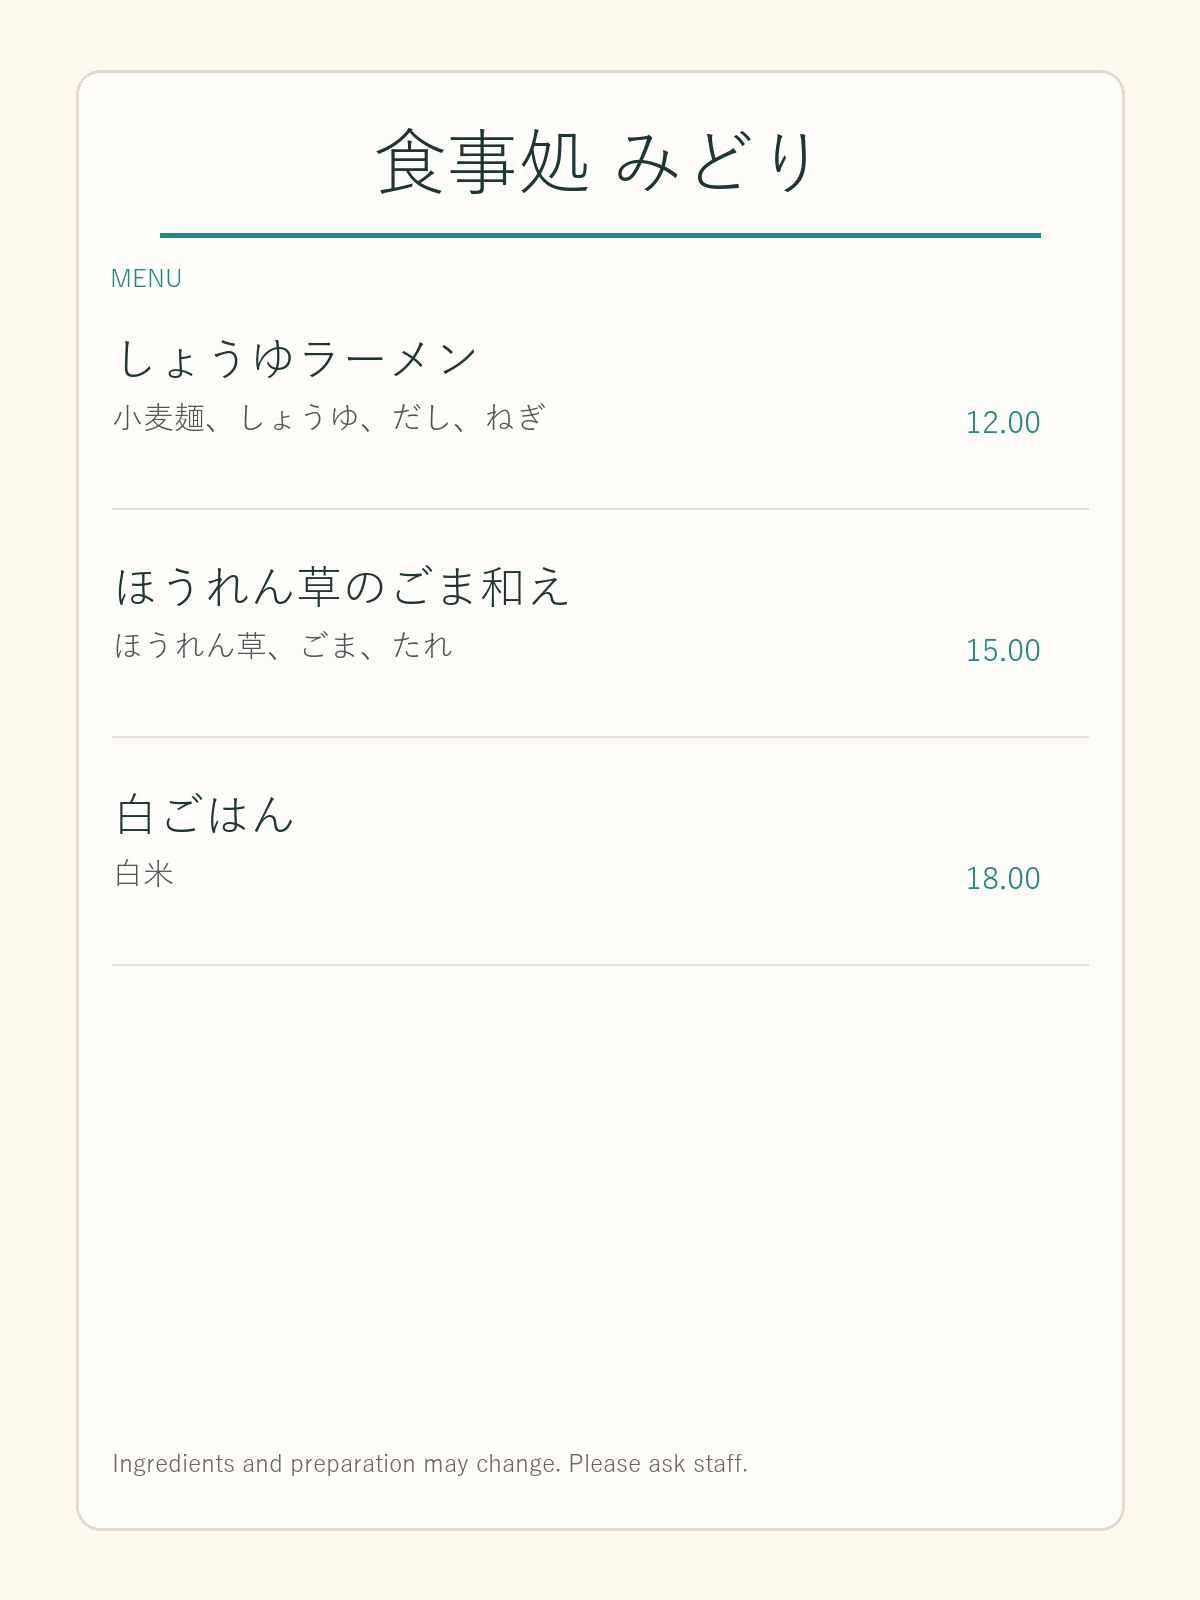 食事処 みどり
MENU
しょうゆラーメン
小麦麺、しょうゆ、だし、ねぎ
12.00
ほうれん草のごま和え
ほうれん草、ごま、たれ
15.00
白ごはん
白米
18.00
Ingredients and preparation may change. Please ask staff.